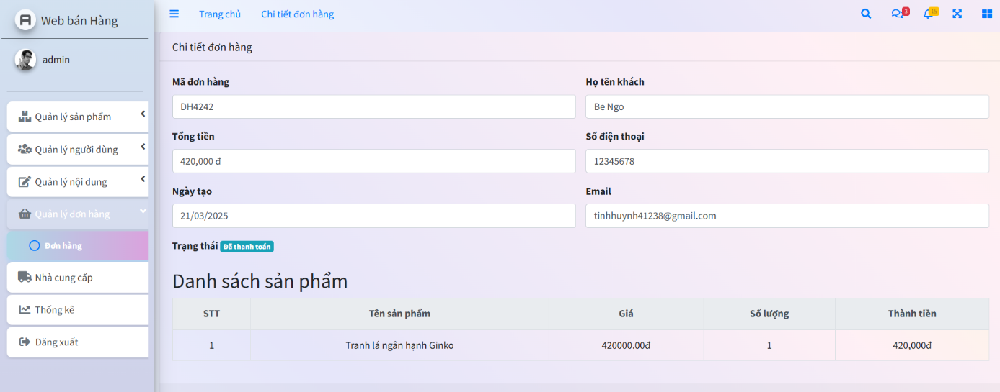 Web bán Hàng
admin
Quản lý sản phẩm
Quản lý người dùng
Quản lý nội dung
Quản lý đơn hàng
Đơn hàng
Nhà cung cấp
Thống kê
Đăng xuất
Trang chủ Chi tiết đơn hàng 3 15
Chi tiết đơn hàng
Mã đơn hàng Họ tên khách
DH4242 Be Ngo
Tổng tiền Số điện thoại
420,000 đ 12345678
Ngày tạo Email
21/03/2025 tinhhuynh41238@gmail.com
Trạng thái Đã thanh toán
Danh sách sản phẩm
STT Tên sản phẩm Giá Số lượng Thành tiền
1 Tranh lá ngân hạnh Ginko 420000.00đ 1 420,000đ